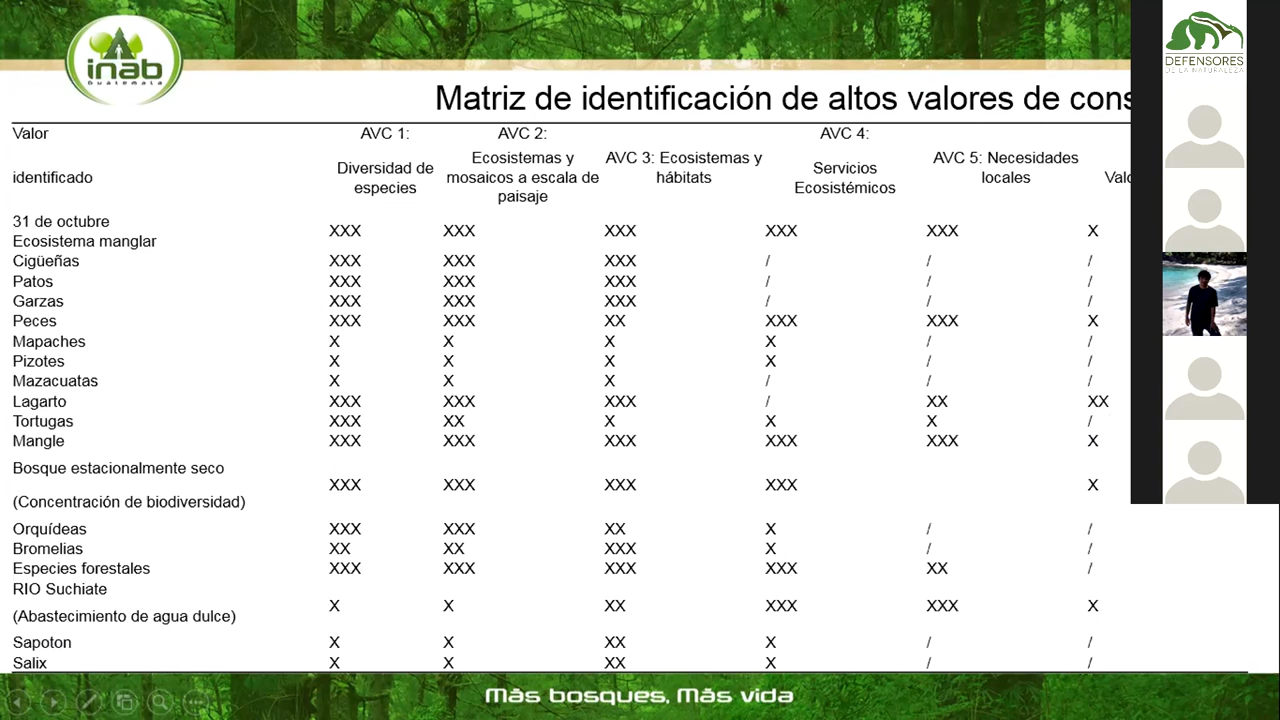 inab
Guatemala
DEFENSORES
DE LA NATURALEZA
Matriz de identificación de altos valores de cons
Valor identificado AVC 1: Diversidad de especies AVC 2: Ecosistemas y mosaicos a escala de paisaje AVC 3: Ecosistemas y hábitats AVC 4: Servicios Ecosistémicos AVC 5: Necesidades locales
31 de octubre
Ecosistema manglar XXX XXX XXX XXX XXX X
Cigüeñas XXX XXX XXX / / /
Patos XXX XXX XXX / / /
Garzas XXX XXX XXX / / /
Peces XXX XXX XX XXX XXX X
Mapaches X X X X / /
Pizotes X X X X / /
Mazacuatas X X X / / /
Lagarto XXX XXX XXX / XX XX
Tortugas XXX XX X X X /
Mangle XXX XXX XXX XXX XXX X
Bosque estacionalmente seco
(Concentración de biodiversidad) XXX XXX XXX XXX X
Orquídeas XXX XXX XX X / /
Bromelias XX XX XXX X / /
Especies forestales XXX XXX XXX XXX XX /
RIO Suchiate
(Abastecimiento de agua dulce) X X XX XXX XXX X
Sapoton X X XX X / /
Salix X X XX X / /
Más bosques, Más vida